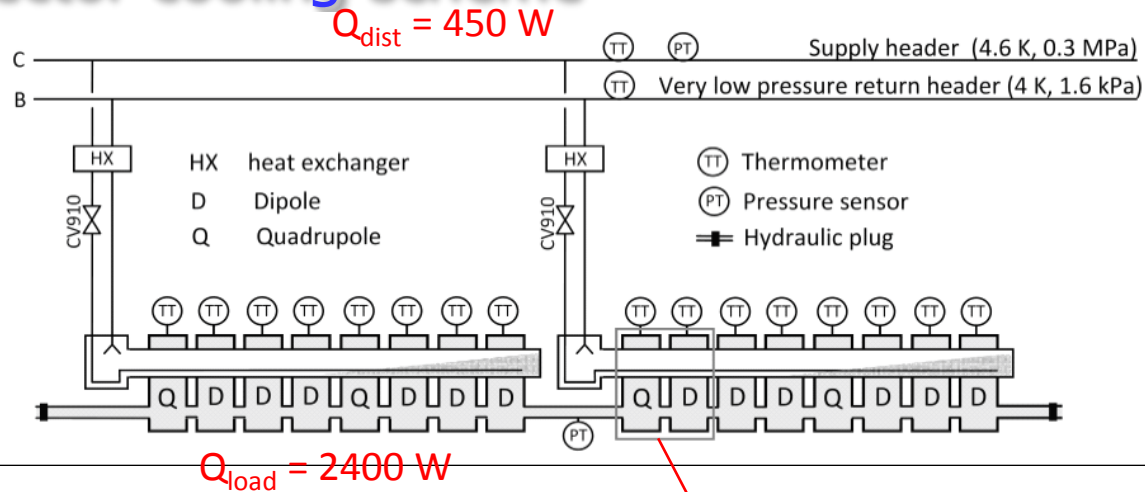 cooling scheme
Qdist = 450 W
TT PT Supply header (4.6 K, 0.3 MPa)
C
TT Very low pressure return header (4 K, 1.6 kPa)
B
HX HX heat exchanger HX TT Thermometer
CV910 D Dipole CV910 PT Pressure sensor
Q Quadrupole Hydraulic plug
TT TT TT TT TT TT TT TT TT TT TT TT TT TT TT TT
Q D D D Q D D D Q D D D Q D D D
PT
Qload = 2400 W